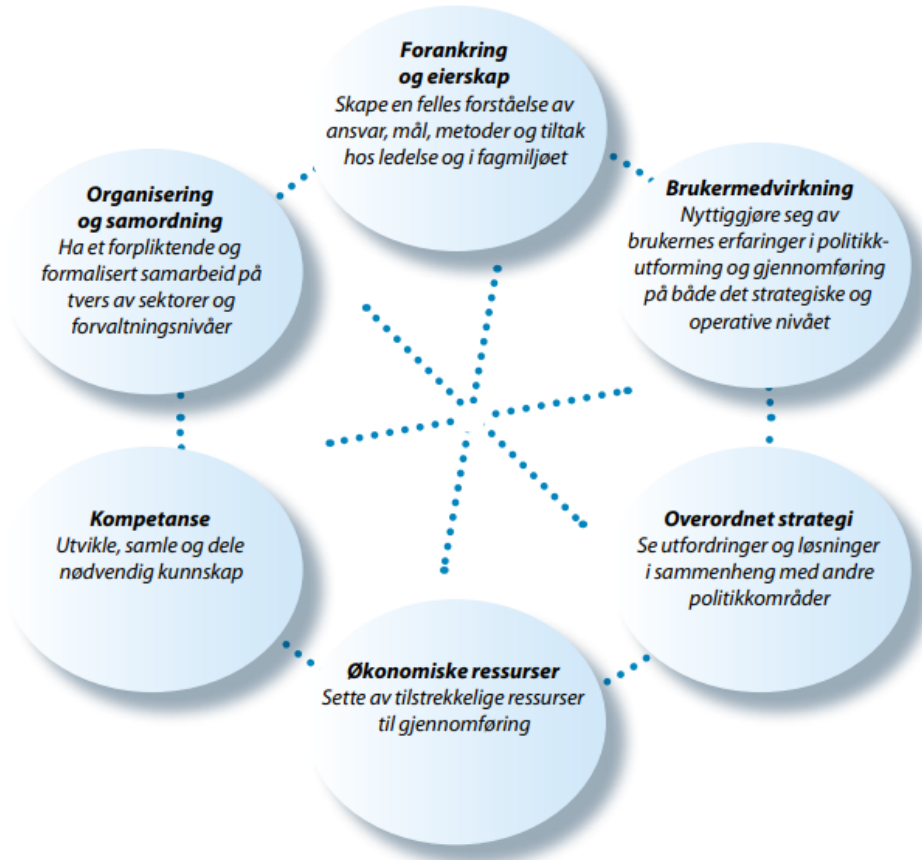 Forankring
og eierskap
Skape en felles forståelse av
ansvar, mål, metoder og tiltak
hos ledelse og i fagmiljøet
Brukermedvirkning
Nyttiggjøre seg av
brukernes erfaringer i politikk-
utforming og gjennomføring
på både det strategiske og
operative nivået
Overordnet strategi
Se utfordringer og løsninger
i sammenheng med andre
politikkområder
Økonomiske ressurser
Sette av tilstrekkelige ressurser
til gjennomføring
Kompetanse
Utvikle, samle og dele
nødvendig kunnskap
Organisering
og samordning
Ha et forpliktende og
formalisert samarbeid på
tvers av sektorer og
forvaltningsnivåer